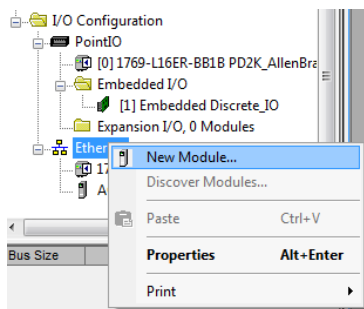 I/O Configuration
PointIO
[0] 1769-L16ER-BB1B PD2K_AllenBra
Embedded I/O
[1] Embedded Discrete_IO
Expansion I/O, 0 Modules
Ether
New Module...
17
Discover Modules...
A
Paste Ctrl+V
Bus Size
Properties Alt+Enter
Print